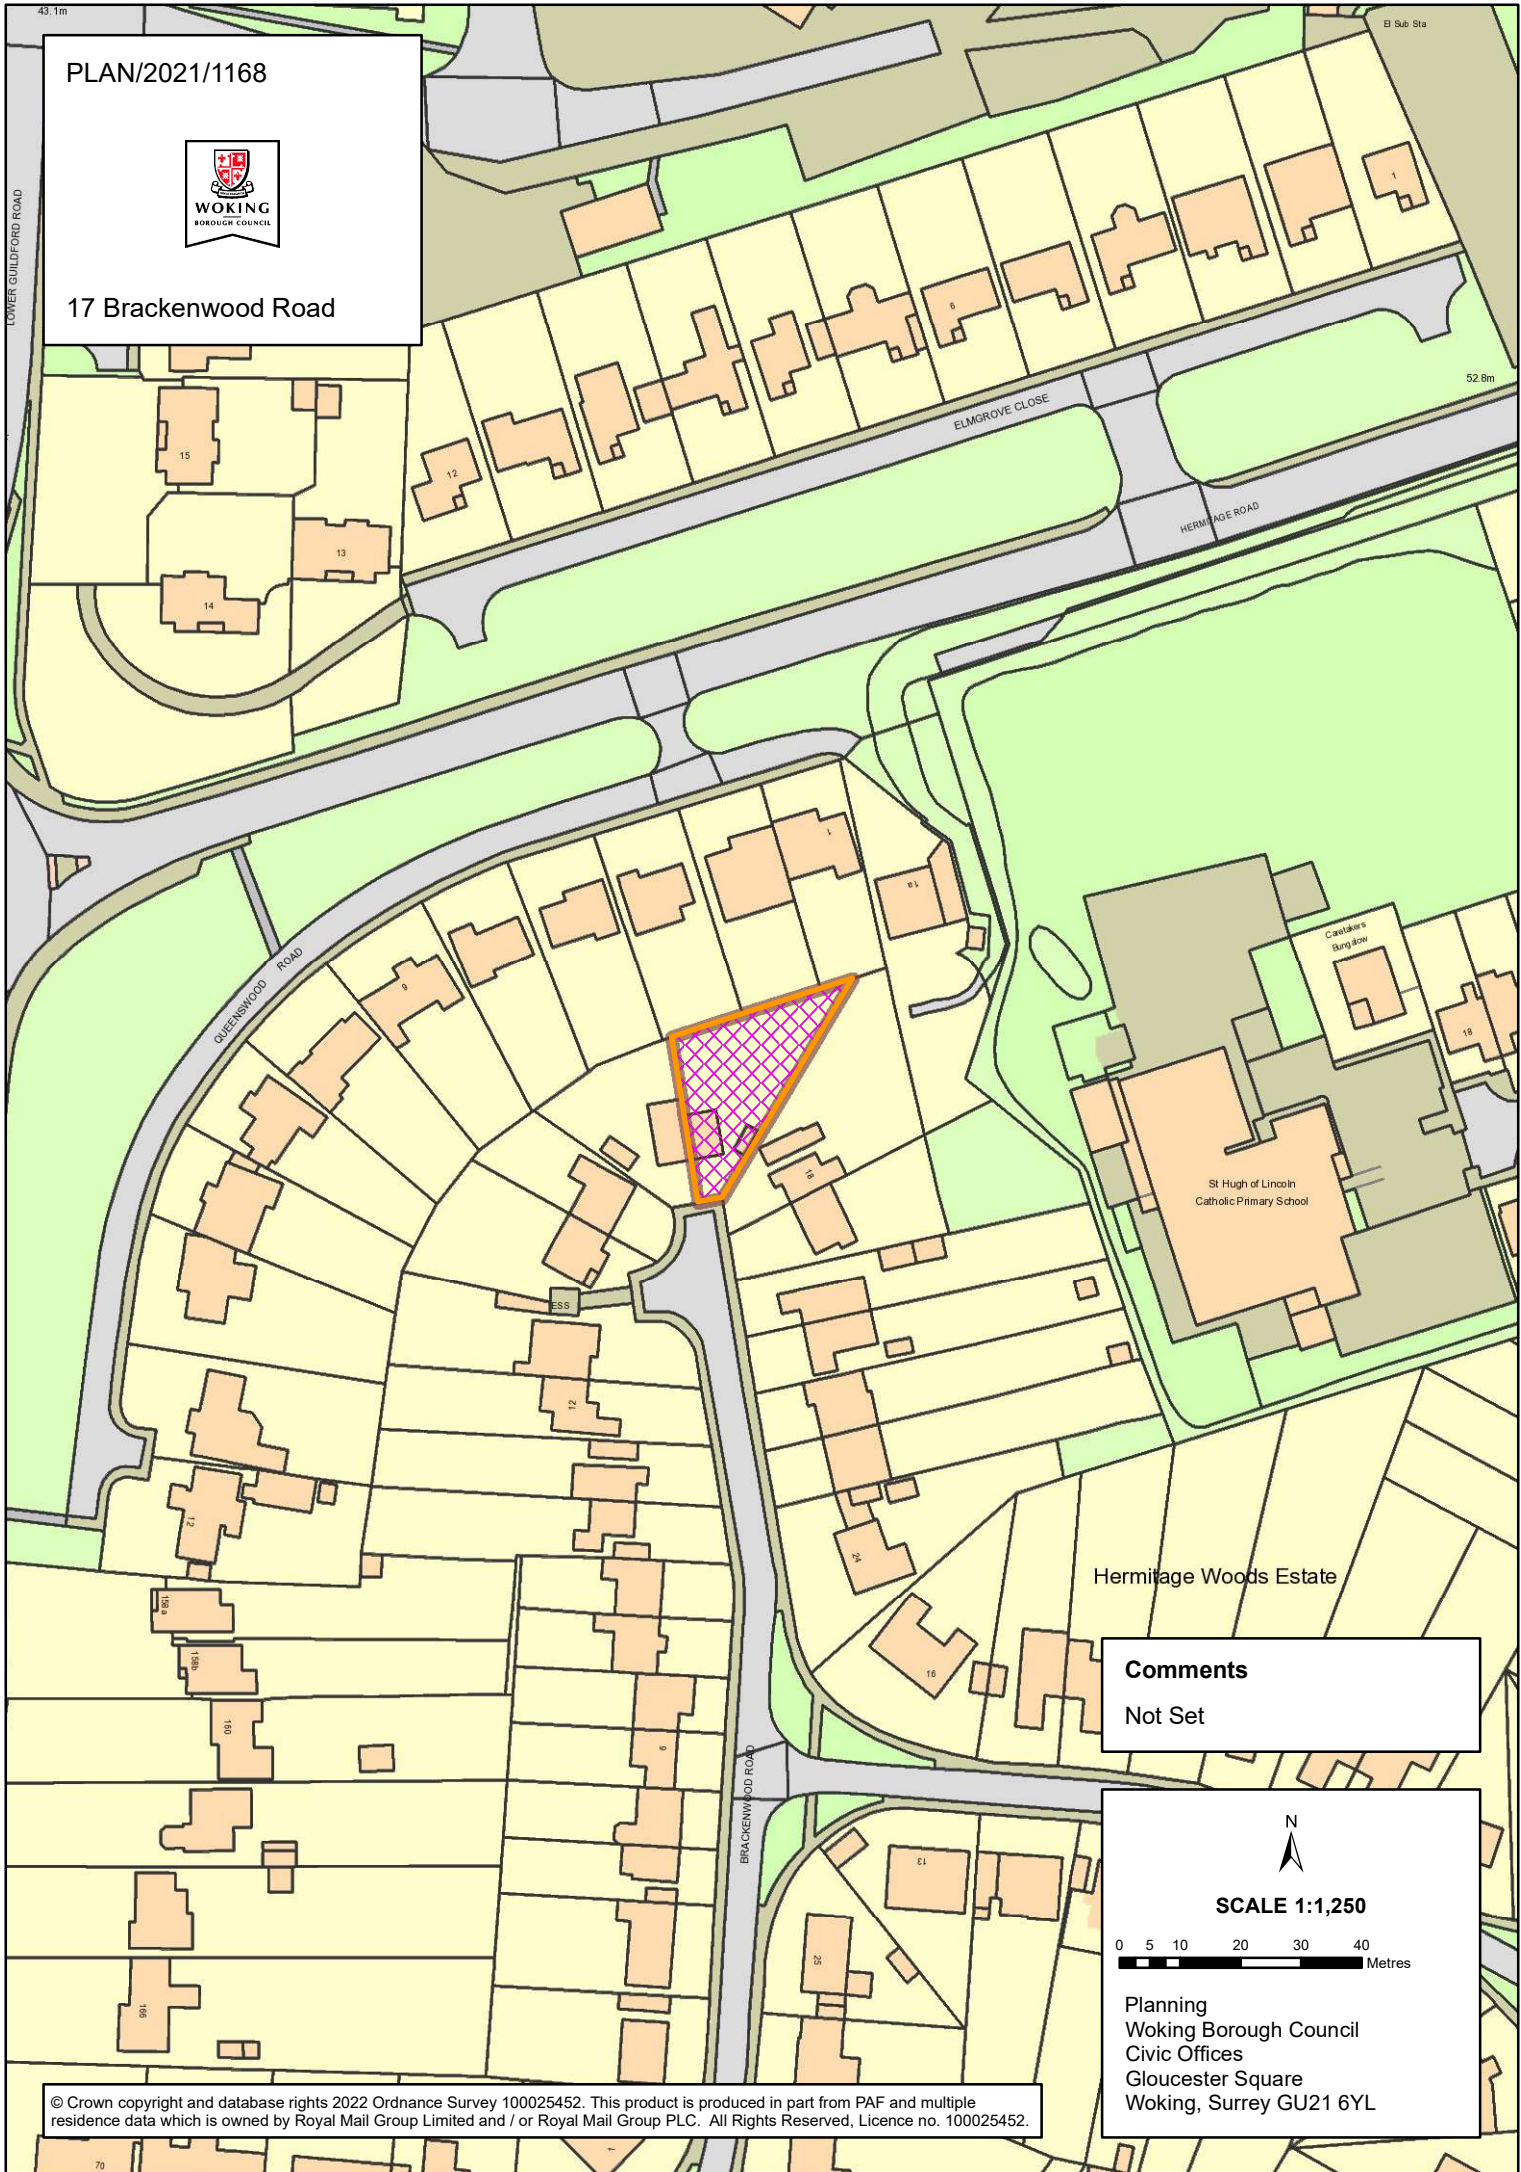 43.1m
El Sub Sta
PLAN/2021/1168
WOKING
BOROUGH COUNCIL
17 Brackenwood Road
LOWER GUILDFORD ROAD
1
6
52.8m
ELMGROVE CLOSE
12
15
HERMITAGE ROAD
13
14
1
1a
Caretakers
Bungalow
QUEENSWOOD ROAD
9
18
18
St Hugh of Lincoln
Catholic Primary School
ESS
12
12
24
Hermitage Woods Estate
158a
158b
16
Comments
Not Set
160
9
BRACKENWOOD ROAD
13
N
SCALE 1:1,250
0 5 10 20 30 40
Metres
25
166
Planning
Woking Borough Council
Civic Offices
Gloucester Square
Woking, Surrey GU21 6YL
© Crown copyright and database rights 2022 Ordnance Survey 100025452. This product is produced in part from PAF and multiple
residence data which is owned by Royal Mail Group Limited and / or Royal Mail Group PLC. All Rights Reserved, Licence no. 100025452.
70
1